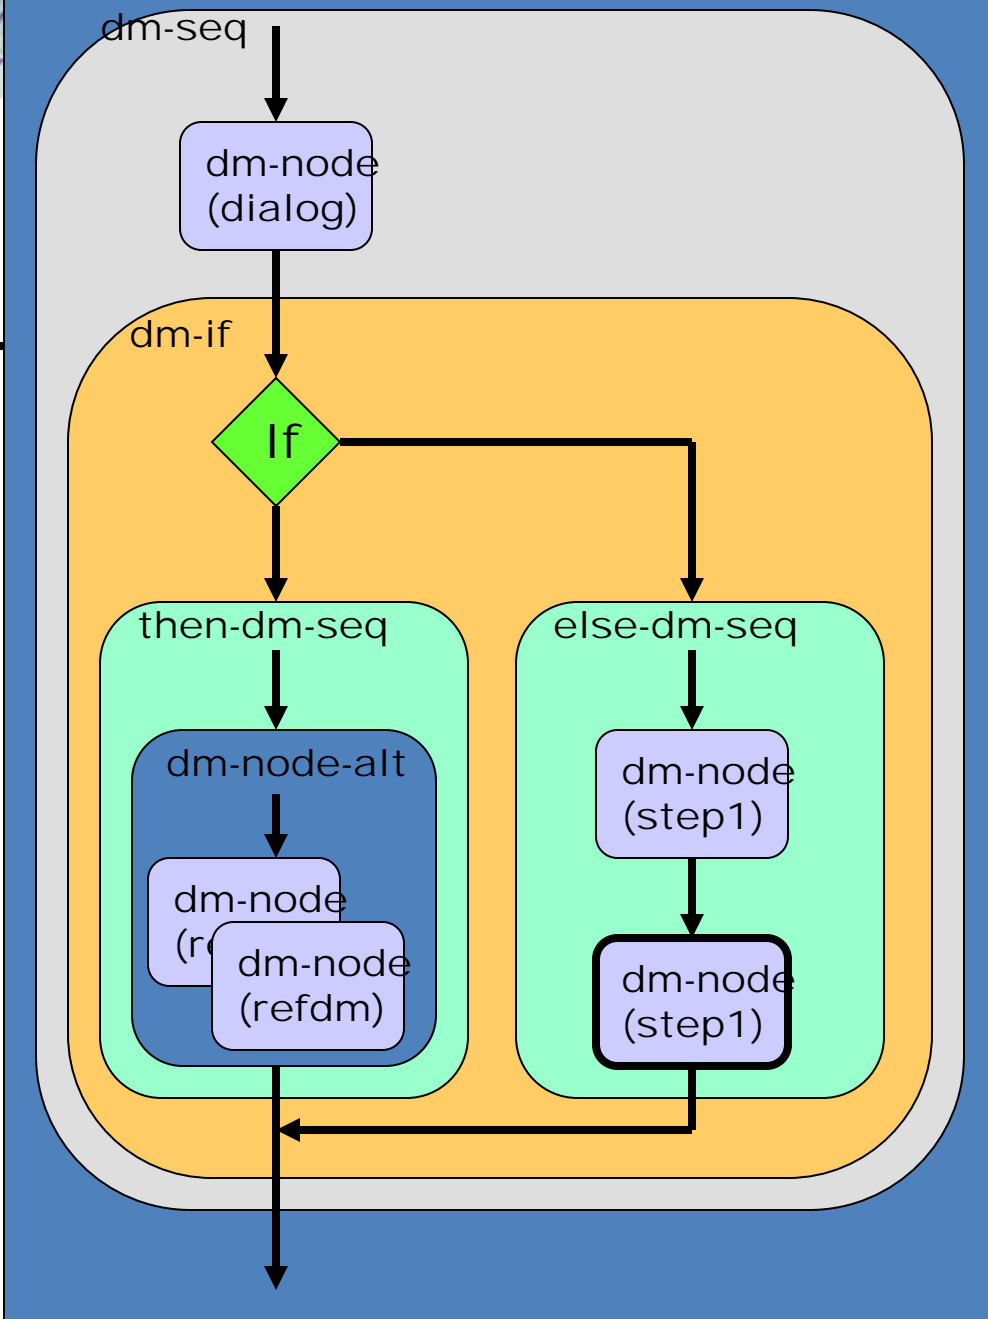 dm-seq
dm-node
(dialog)
dm-if
If
then-dm-seq
else-dm-seq
dm-node-alt
dm-node
(step1)
dm-node
dm-node
(refdm)
dm-node
(step1)